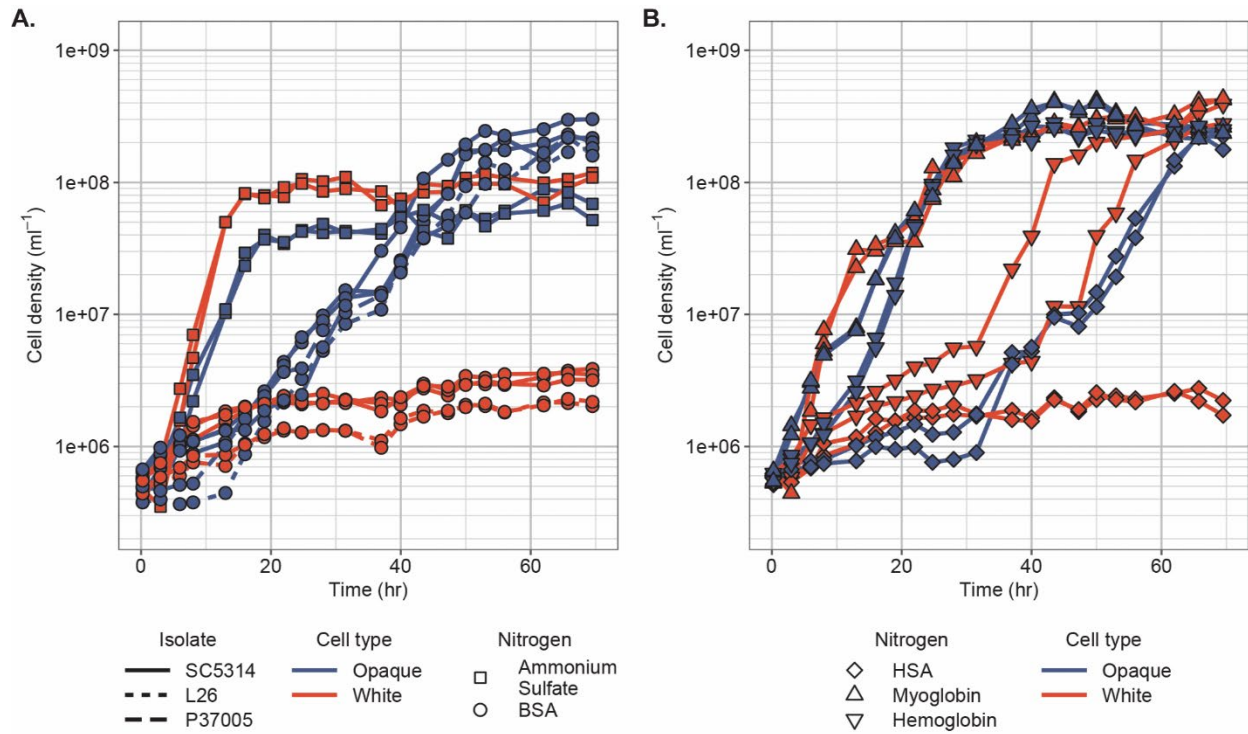 A.
1e+09
1e+08
1e+07
1e+06
Cell density (ml⁻¹)
0 20 40 60
Time (hr)
Isolate
SC5314
L26
P37005
Cell type
Opaque
White
Nitrogen
Ammonium
Sulfate
BSA
B.
1e+09
1e+08
1e+07
1e+06
Cell density (ml⁻¹)
0 20 40 60
Time (hr)
Nitrogen
HSA
Myoglobin
Hemoglobin
Cell type
Opaque
White